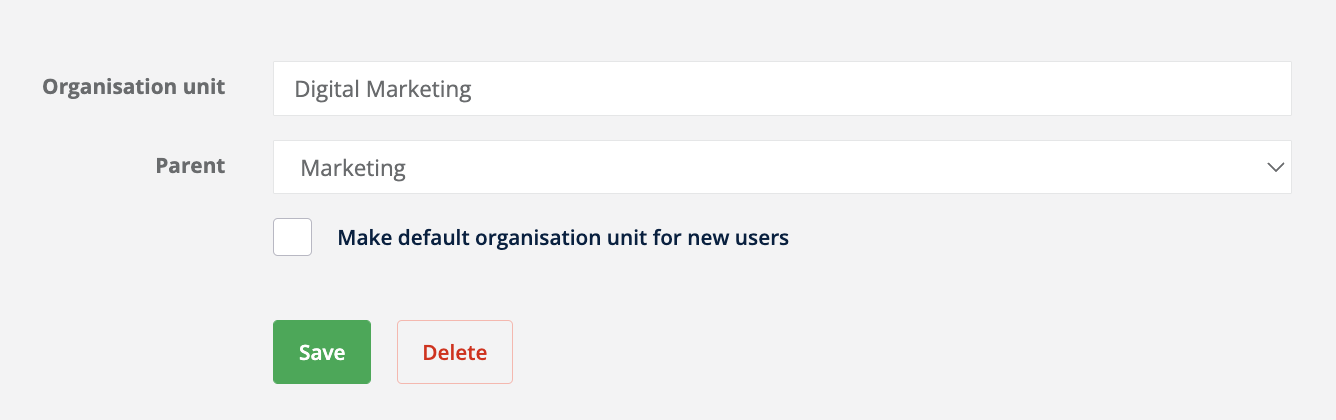 Organisation unit Digital Marketing
Parent Marketing
Make default organisation unit for new users
Save Delete